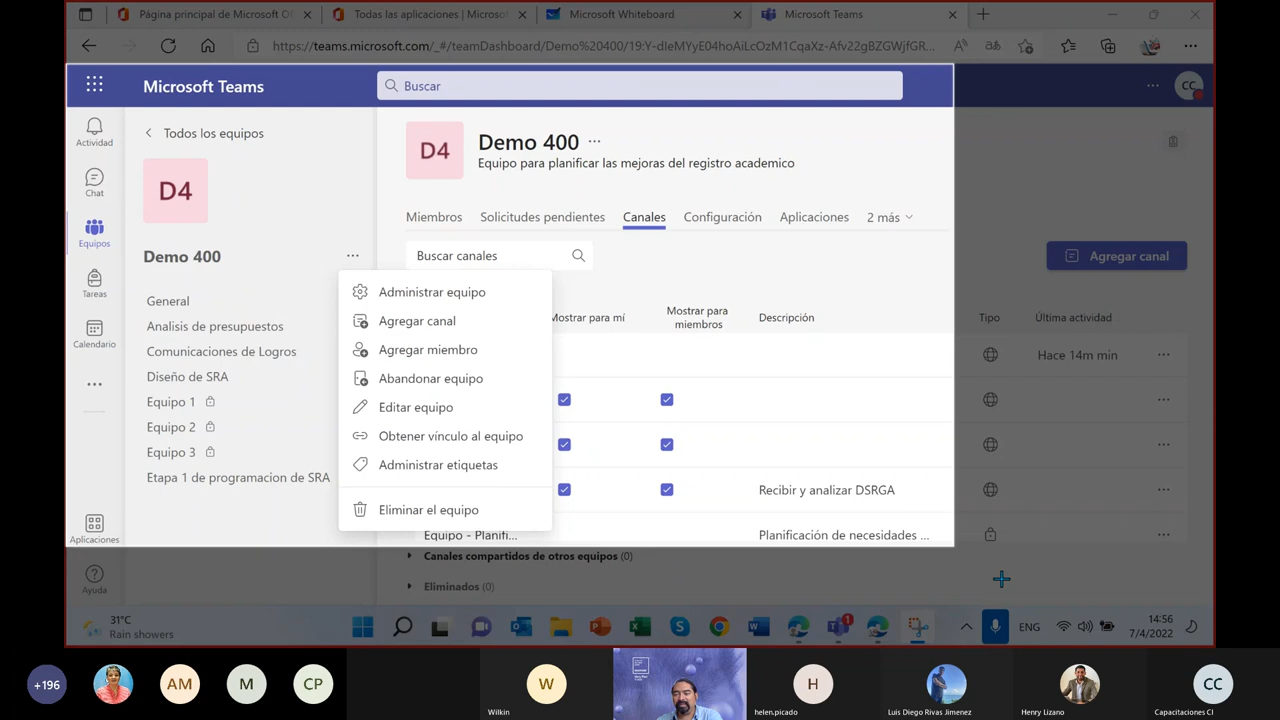 Página principal de Microsoft Of
Todas las aplicaciones | Microso
Microsoft Whiteboard
Microsoft Teams
https://teams.microsoft.com/_#/teamDashboard/Demo%20400/19:Y-dIeMYyE04hoAiLcOzM1CqaXz-Afv22gBZGWjfGR...
Microsoft Teams
Buscar
CC
Actividad
Chat
Equipos
Tareas
Calendario
Aplicaciones
Ayuda
Todos los equipos
D4
Demo 400
General
Analisis de presupuestos
Comunicaciones de Logros
Diseño de SRA
Equipo 1
Equipo 2
Equipo 3
Etapa 1 de programacion de SRA
Administrar equipo
Agregar canal
Agregar miembro
Abandonar equipo
Editar equipo
Obtener vínculo al equipo
Administrar etiquetas
Eliminar el equipo
D4
Demo 400
Equipo para planificar las mejoras del registro academico
Miembros Solicitudes pendientes Canales Configuración Aplicaciones 2 más
Buscar canales
Agregar canal
Mostrar para mí
Mostrar para
miembros
Descripción
Tipo
Última actividad
Hace 14m min
Recibir y analizar DSRGA
Equipo - Planifi...
Planificación de necesidades ...
Canales compartidos de otros equipos (0)
Eliminados (0)
31°C
Rain showers
1
ENG
14:56
7/4/2022
+196
AM
M
CP
W
Wilkin
H
helen.picado
Luis Diego Rivas Jimenez
Henry Lizano
CC
Capacitaciones CI